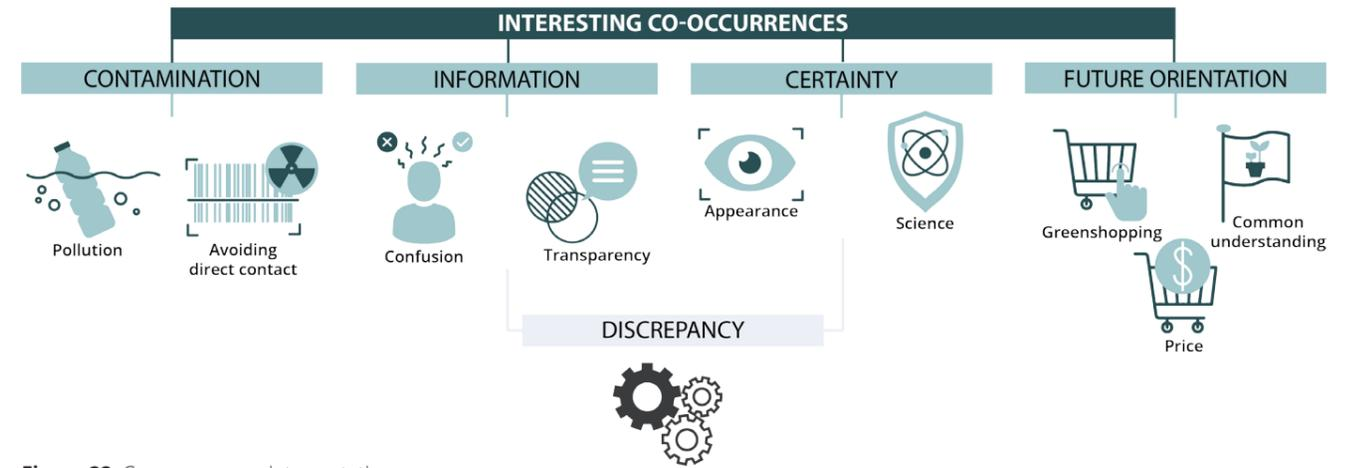 INTERESTING CO-OCCURRENCES
CONTAMINATION
INFORMATION
CERTAINTY
FUTURE ORIENTATION
Pollution
Avoiding
direct contact
Confusion
Transparency
Appearance
Science
Greenshopping
Common
understanding
$
Price
DISCREPANCY